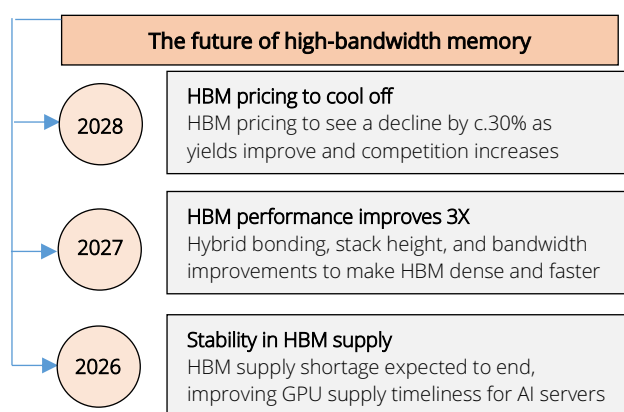 The future of high-bandwidth memory
2028
HBM pricing to cool off
HBM pricing to see a decline by c.30% as
yields improve and competition increases
2027
HBM performance improves 3X
Hybrid bonding, stack height, and bandwidth
improvements to make HBM dense and faster
2026
Stability in HBM supply
HBM supply shortage expected to end,
improving GPU supply timeliness for AI servers